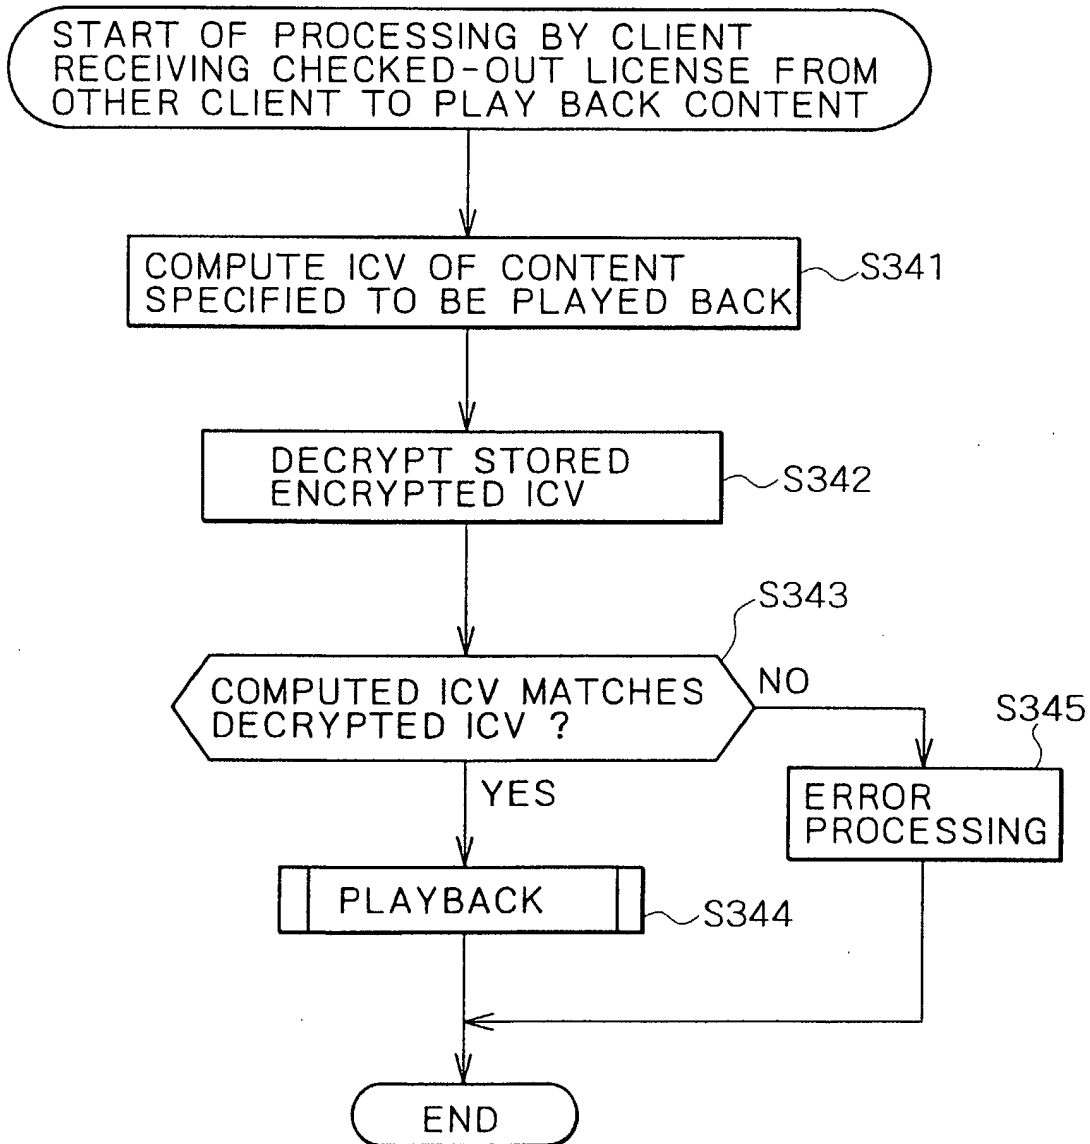 START OF PROCESSING BY CLIENT
RECEIVING CHECKED-OUT LICENSE FROM
OTHER CLIENT TO PLAY BACK CONTENT
COMPUTE ICV OF CONTENT
SPECIFIED TO BE PLAYED BACK
S341
DECRYPT STORED
ENCRYPTED ICV
S342
S343
COMPUTED ICV MATCHES
DECRYPTED ICV ?
NO
S345
YES
ERROR
PROCESSING
PLAYBACK
S344
END